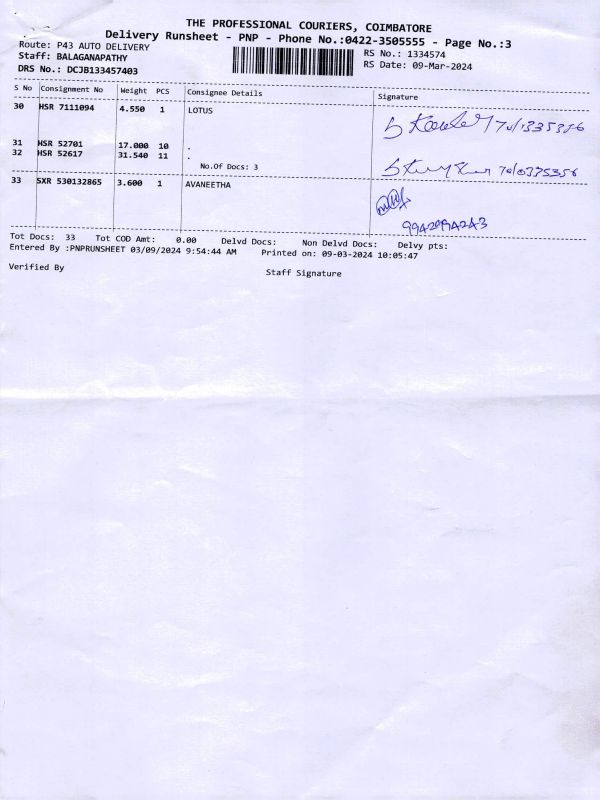 THE PROFESSIONAL COURIERS, COIMBATORE
Delivery Runsheet - PNP - Phone No.:0422-3505555 - Page No.:3
Route: P43 AUTO DELIVERY
RS No.: 1334574
Staff: BALAGANAPATHY
RS Date: 09-Mar-2024
DRS No.: DCJB133457403
S No Consignment No Weight PCS Consignee Details Signature
30 HSR 7111094 4.550 1 LOTUS
31 HSR 52701 17.000 10 .
32 HSR 52617 31.540 11 .
No.Of Docs: 3
33 SXR 530132865 3.600 1 AVANEETHA
9942994243
Tot Docs: 33 Tot COD Amt: 0.00 Delvd Docs: Non Delvd Docs: Delvy pts:
Entered By :PNPRUNSHEET 03/09/2024 9:54:44 AM Printed on: 09-03-2024 10:05:47
Verified By
Staff Signature